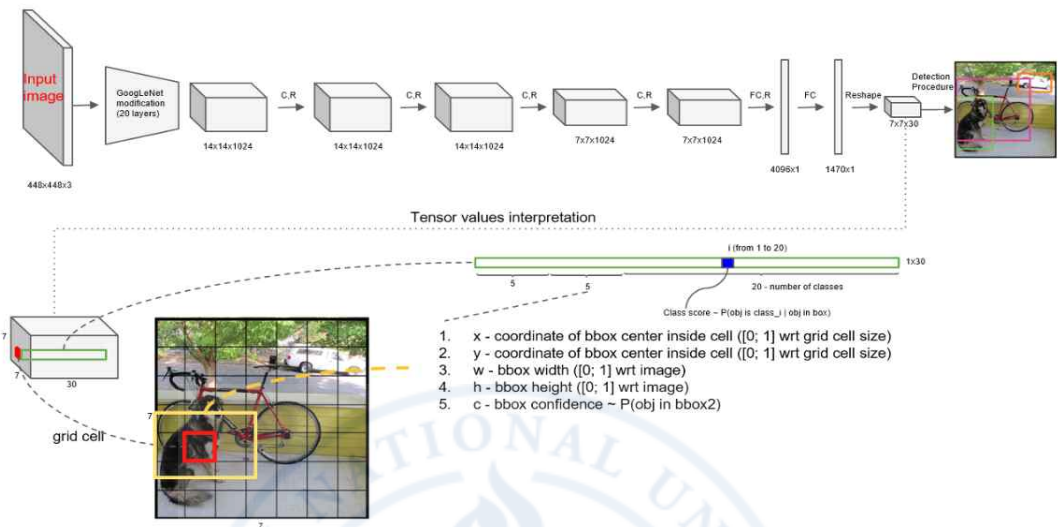 Input
image
448x448x3
GoogLeNet
modification
(20 layers)
14x14x1024
C,R
14x14x1024
C,R
14x14x1024
C,R
7x7x1024
C,R
7x7x1024
FC,R
4096x1
FC
1470x1
Reshape
7x7x30
Detection
Procedure
Tensor values interpretation
i (from 1 to 20)
1x30
5
5
20 - number of classes
Class score ~ P(obj is class_i | obj in box)
7
7
30
grid cell
7
7
1. x - coordinate of bbox center inside cell ([0; 1] wrt grid cell size)
2. y - coordinate of bbox center inside cell ([0; 1] wrt grid cell size)
3. w - bbox width ([0; 1] wrt image)
4. h - bbox height ([0; 1] wrt image)
5. c - bbox confidence ~ P(obj in bbox2)
NATIONAL UN